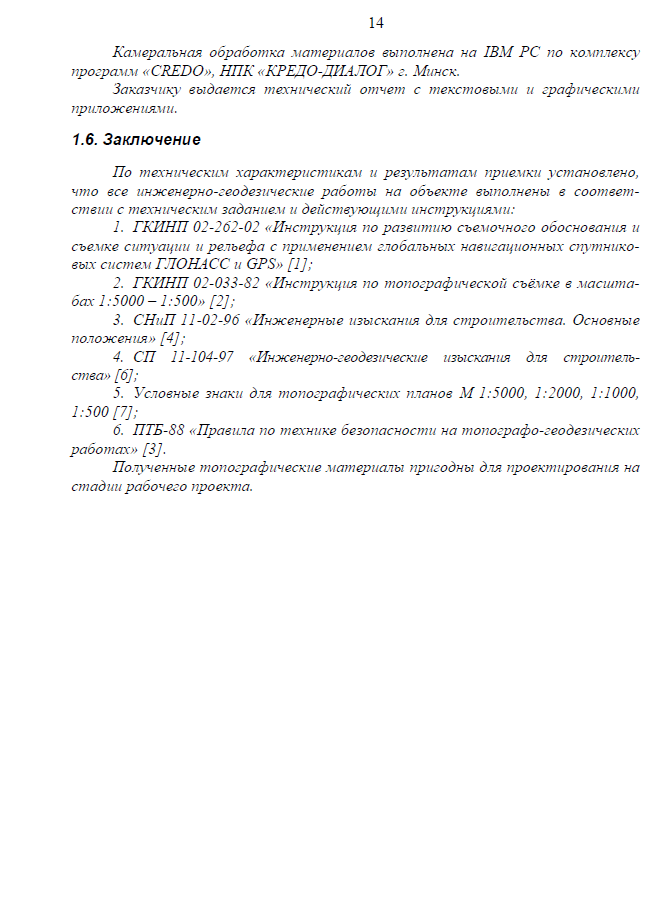 14
Камеральная обработка материалов выполнена на IBM PC по комплексу
программ «CREDO», НПК «КРЕДО-ДИАЛОГ» г. Минск.
Заказчику выдается технический отчет с текстовыми и графическими
приложениями.
1.6. Заключение
По техническим характеристикам и результатам приемки установлено,
что все инженерно-геодезические работы на объекте выполнены в соответ-
ствии с техническим заданием и действующими инструкциями:
1. ГКИНП 02-262-02 «Инструкция по развитию съемочного обоснования и
съемке ситуации и рельефа с применением глобальных навигационных спутнико-
вых систем ГЛОНАСС и GPS» [1];
2. ГКИНП 02-033-82 «Инструкция по топографической съёмке в масшта-
бах 1:5000 – 1:500» [2];
3. СНиП 11-02-96 «Инженерные изыскания для строительства. Основные
положения» [4];
4. СП 11-104-97 «Инженерно-геодезические изыскания для строитель-
ства» [6];
5. Условные знаки для топографических планов М 1:5000, 1:2000, 1:1000,
1:500 [7];
6. ПТБ-88 «Правила по технике безопасности на топографо-геодезических
работах» [3].
Полученные топографические материалы пригодны для проектирования на
стадии рабочего проекта.